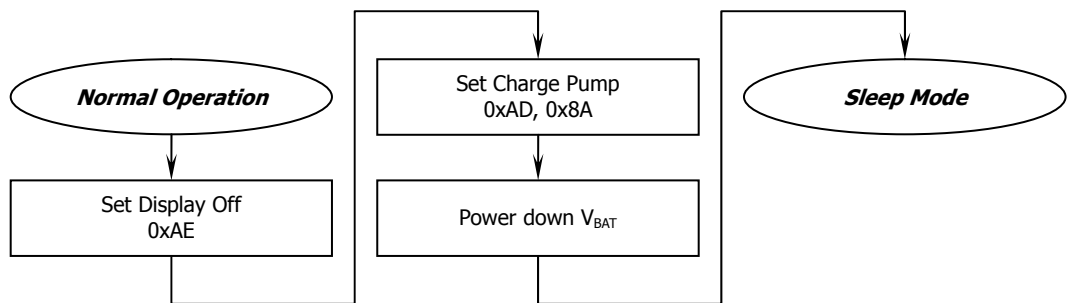 Normal Operation
Set Display Off
0xAE
Set Charge Pump
0xAD, 0x8A
Power down VBAT
Sleep Mode